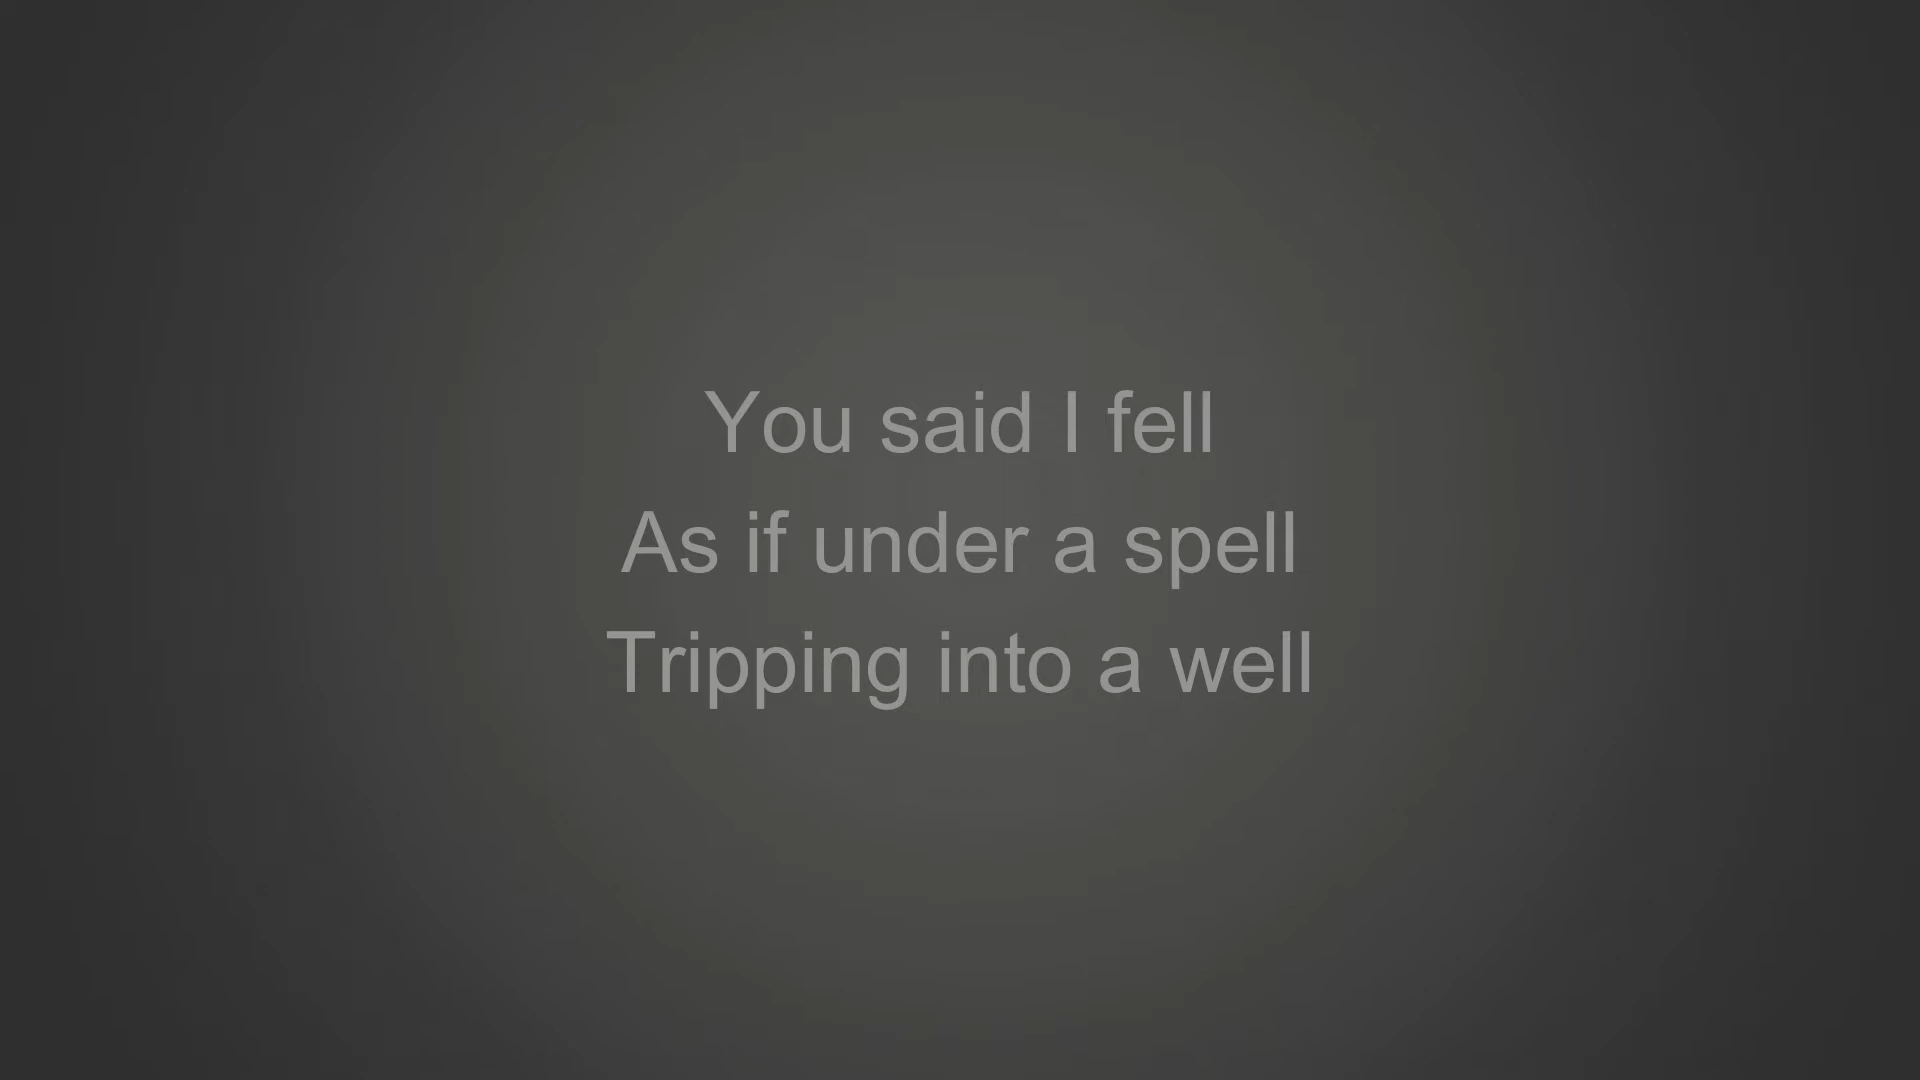 You said I fell
As if under a spell
Tripping into a well